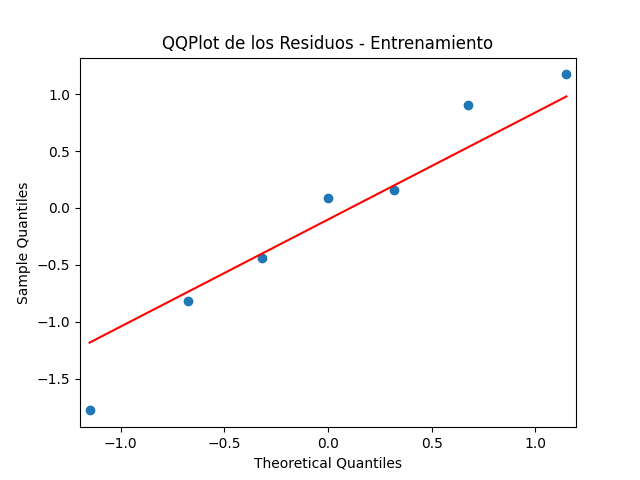 QQPlot de los Residuos - Entrenamiento
1.0
0.5
0.0
−0.5
−1.0
−1.5
Sample Quantiles
−1.0 −0.5 0.0 0.5 1.0
Theoretical Quantiles